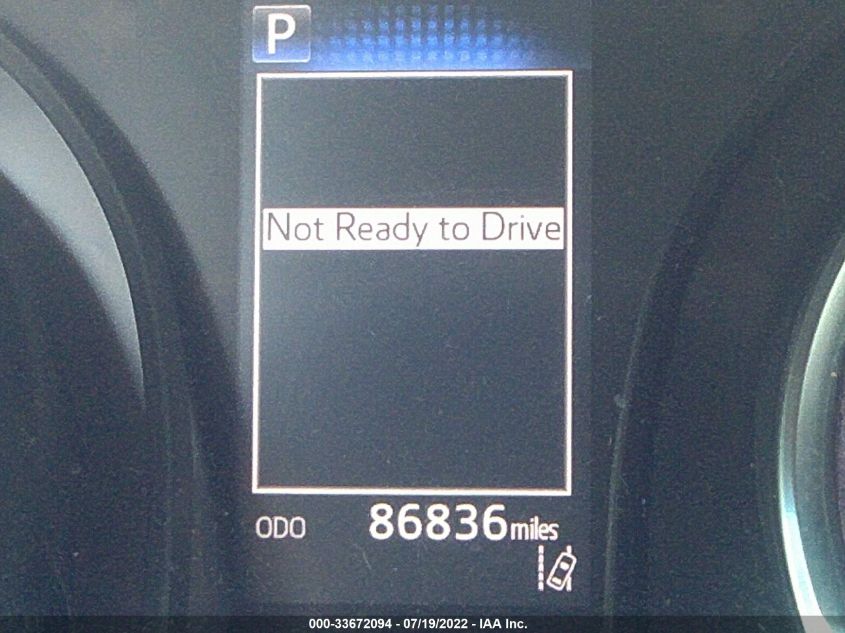 P
Not Ready to Drive
ODO 86836 miles
000-33672094 - 07/19/2022 - IAA Inc.